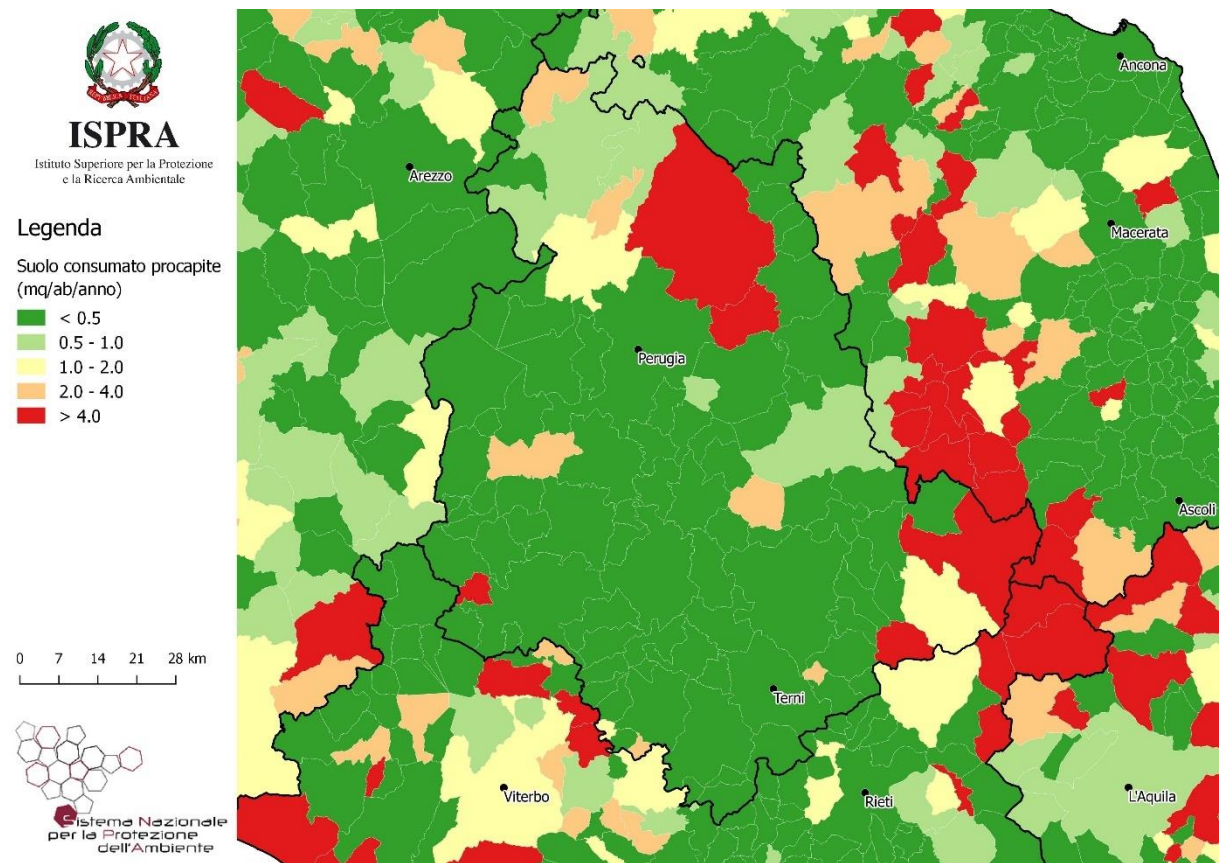 REPVBBLICA ITALIANA
ISPRA
Istituto Superiore per la Protezione
e la Ricerca Ambientale
Legenda
Suolo consumato procapite
(mq/ab/anno)
< 0.5
0.5 - 1.0
1.0 - 2.0
2.0 - 4.0
> 4.0
0 7 14 21 28 km
Sistema Nazionale
per la Protezione
dell'Ambiente
Ancona
Arezzo
Macerata
Perugia
Ascoli
Terni
Viterbo
Rieti
L'Aquila